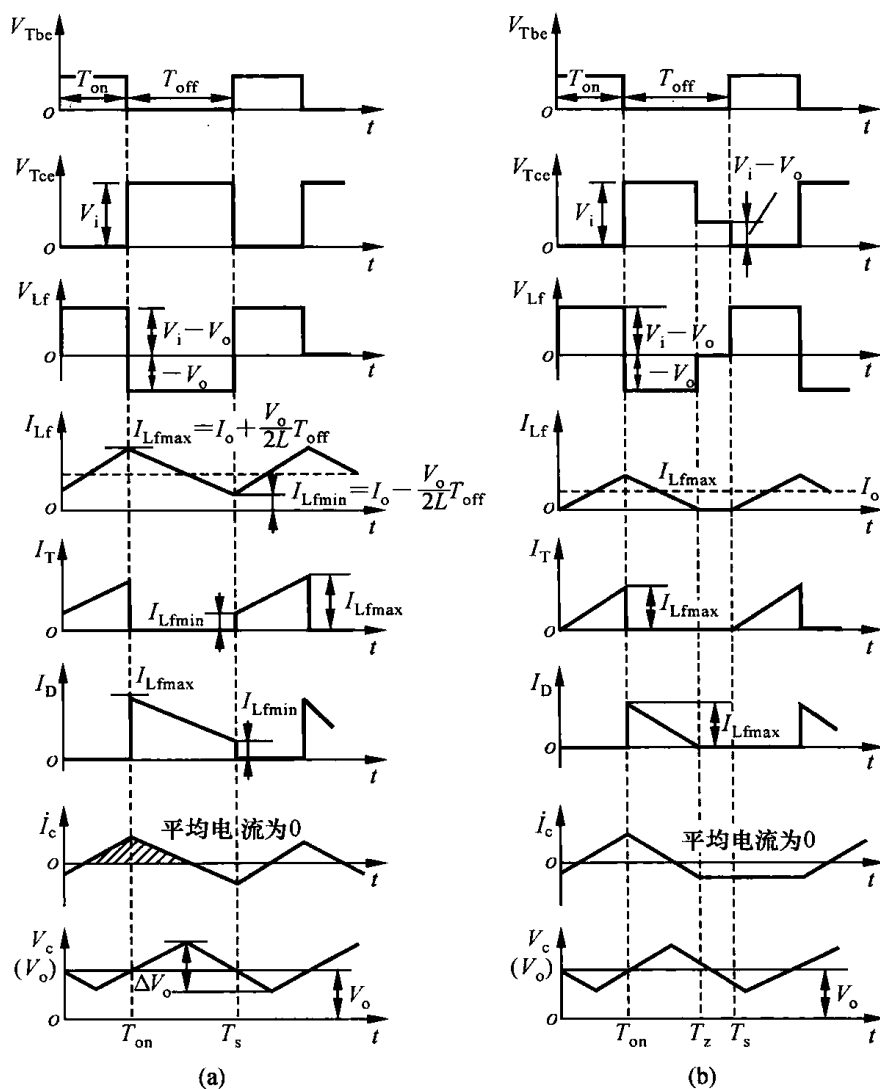 V_Tbe
T_on T_off
o t
V_Tce
V_i
o t
V_Lf
V_i − V_o
o
−V_o t
I_Lf
I_Lfmax = I_o + V_o/2L T_off
I_Lfmin = I_o − V_o/2L T_off
o t
I_T
I_Lfmin I_Lfmax
o t
I_D
I_Lfmax
I_Lfmin
o t
i_c
平均电流为0
o t
V_c
(V_o)
ΔV_o V_o
o T_on T_s t
(a)
V_Tbe
T_on T_off
o t
V_Tce
V_i − V_o
V_i
o t
V_Lf
V_i − V_o
o
−V_o t
I_Lf
I_Lfmax
I_o
o t
I_T
I_Lfmax
o t
I_D
I_Lfmax
o t
i_c
平均电流为0
o t
V_c
(V_o)
V_o
o T_on T_z T_s t
(b)